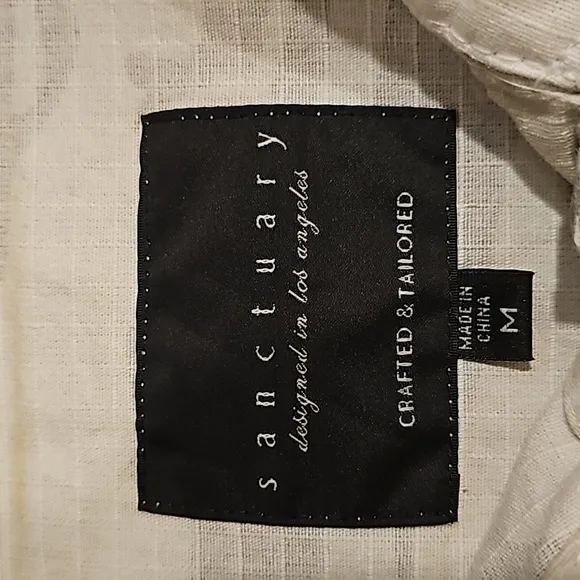 sanctuary
designed in los angeles
CRAFTED & TAILORED
MADE IN
CHINA
M